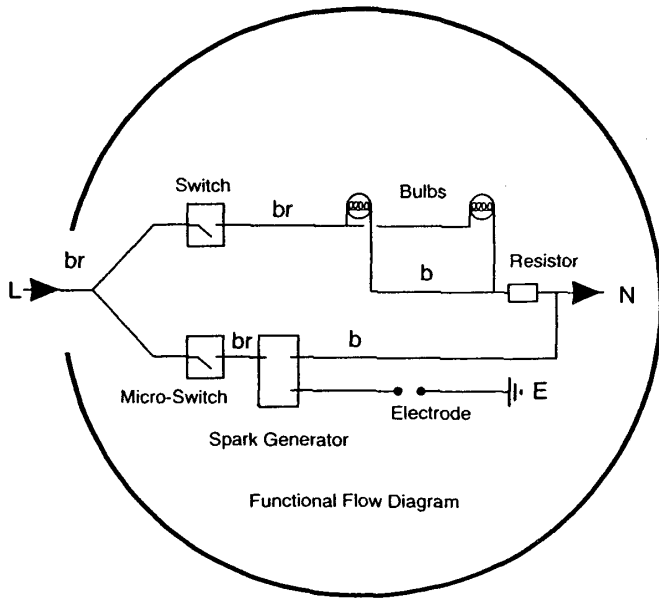 Switch
br
Bulbs
br
b
Resistor
L
N
br
b
Micro-Switch
Electrode
E
Spark Generator
Functional Flow Diagram